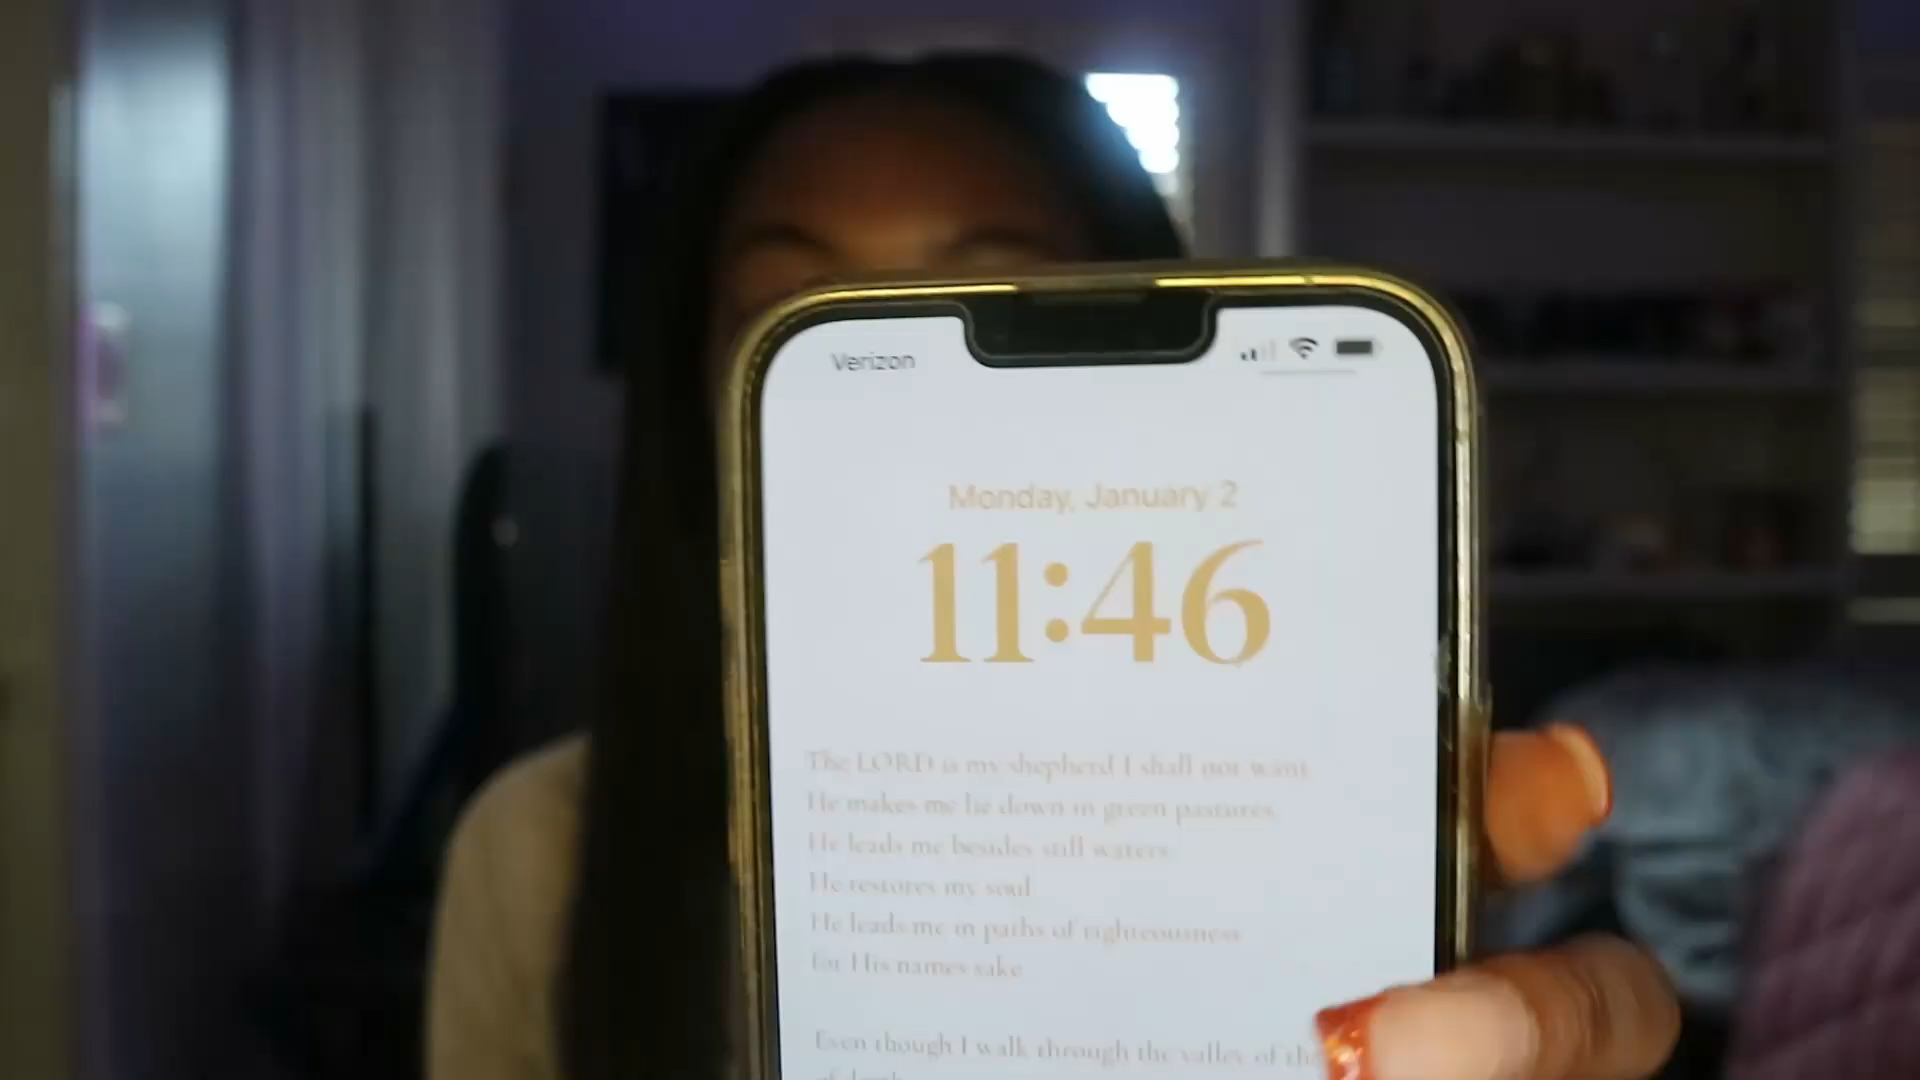 Verizon
Monday, January 2
11:46
The LORD is my shepherd I shall not want
He makes me lie down in green pastures
He leads me besides still waters
He restores my soul
He leads me in paths of righteousness
for His names sake
Even though I walk through the valley of the
of death